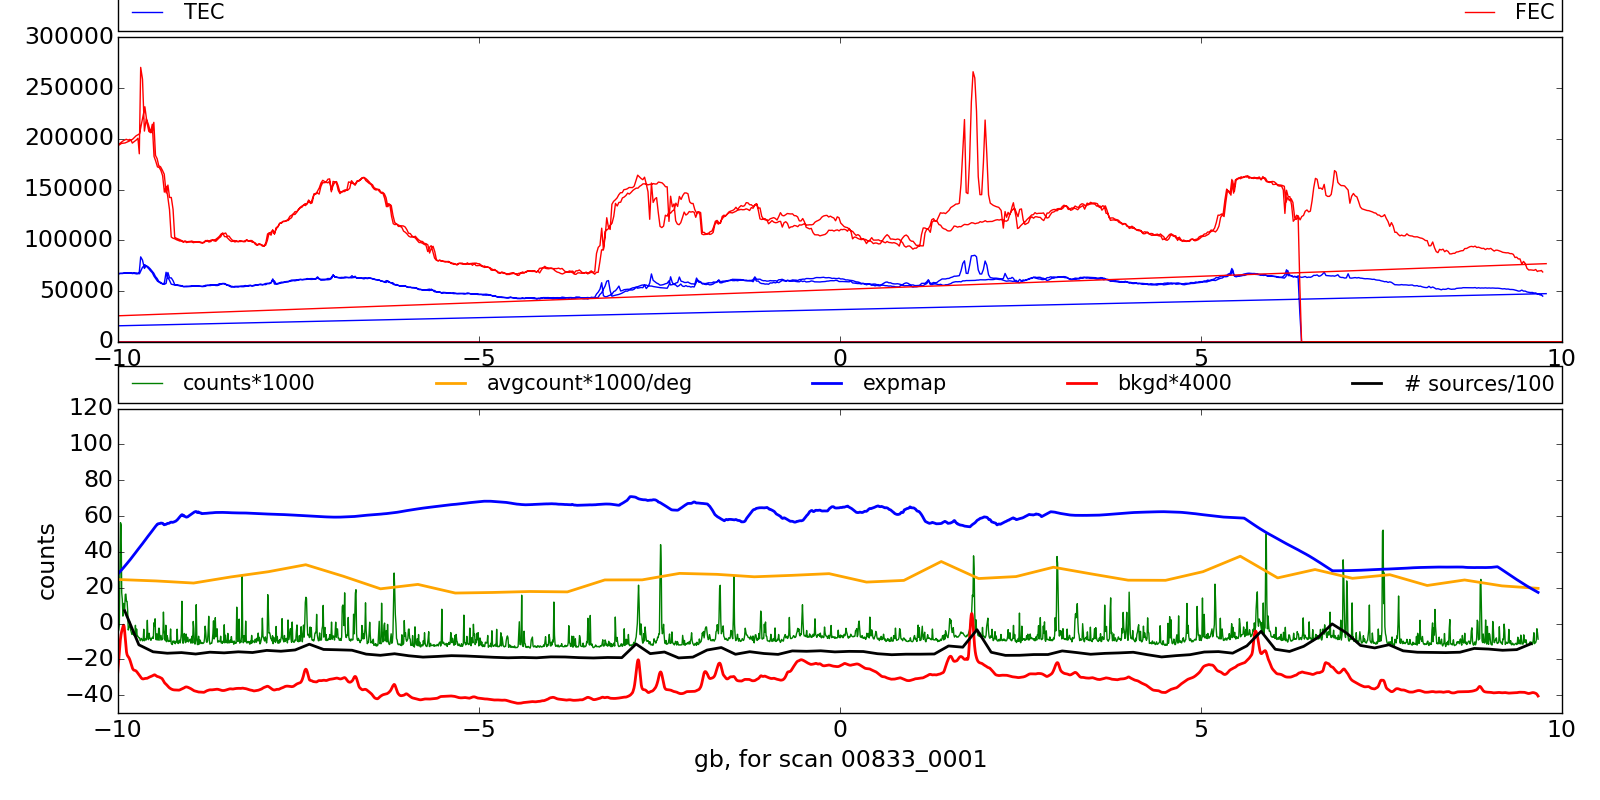 TEC FEC
300000
250000
200000
150000
100000
50000
0
−10 −5 0 5 10
counts*1000 avgcount*1000/deg expmap bkgd*4000 # sources/100
120
100
80
60
40
20
0
−20
−40
counts
−10 −5 0 5 10
gb, for scan 00833_0001